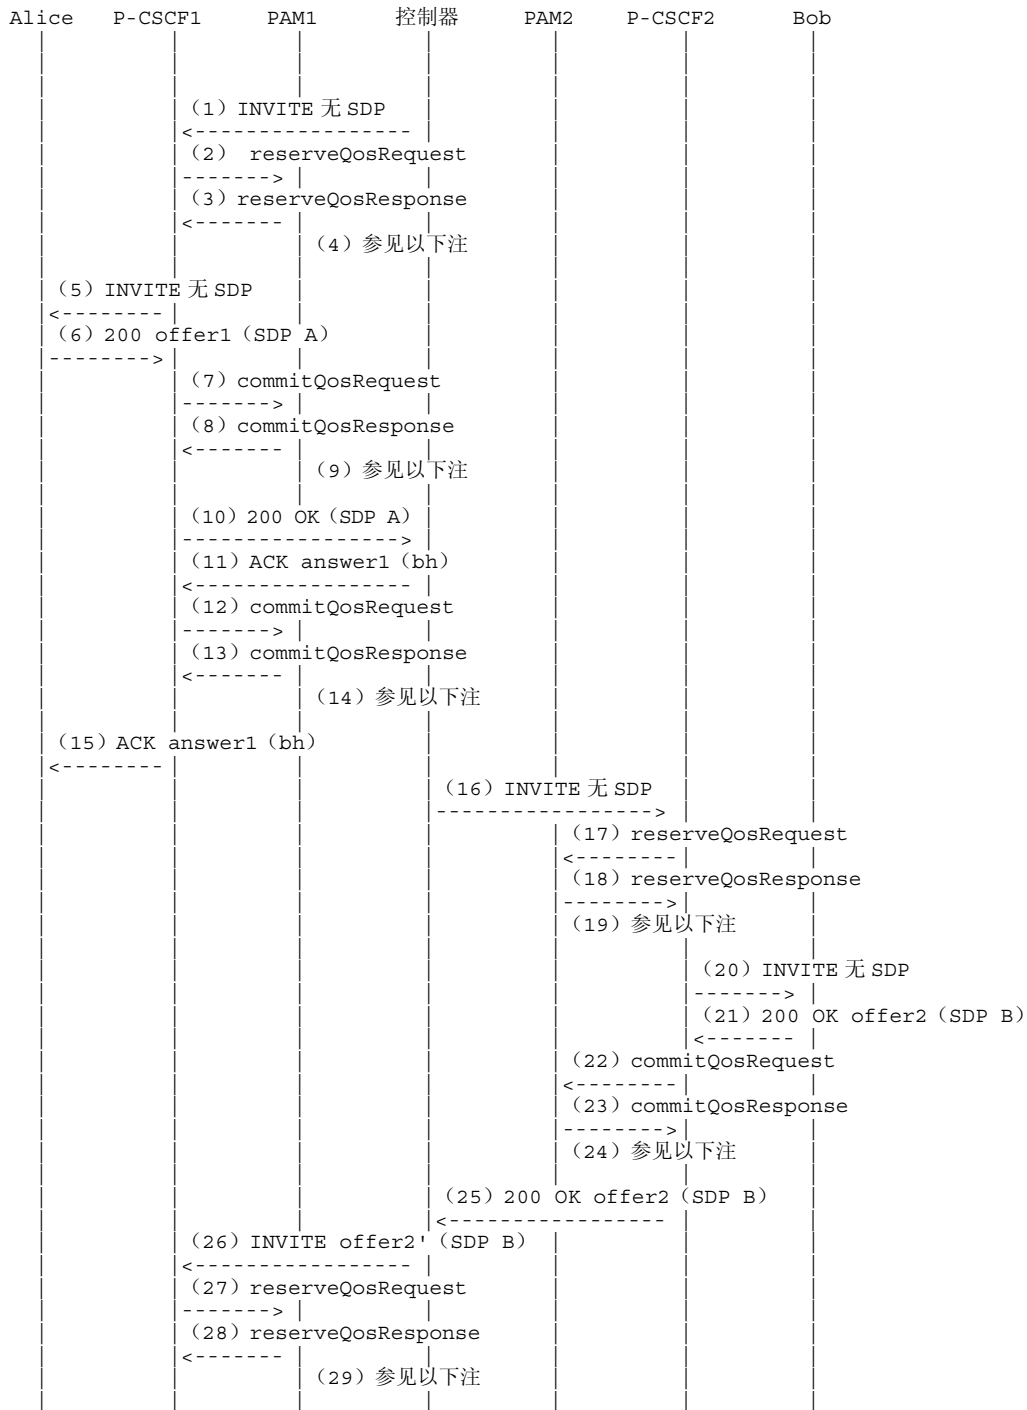 Alice P-CSCF1 PAM1 控制器 PAM2 P-CSCF2 Bob
(1) INVITE 无 SDP
(2) reserveQosRequest
(3) reserveQosResponse
(4) 参见以下注
(5) INVITE 无 SDP
(6) 200 offer1 (SDP A)
(7) commitQosRequest
(8) commitQosResponse
(9) 参见以下注
(10) 200 OK (SDP A)
(11) ACK answer1 (bh)
(12) commitQosRequest
(13) commitQosResponse
(14) 参见以下注
(15) ACK answer1 (bh)
(16) INVITE 无 SDP
(17) reserveQosRequest
(18) reserveQosResponse
(19) 参见以下注
(20) INVITE 无 SDP
(21) 200 OK offer2 (SDP B)
(22) commitQosRequest
(23) commitQosResponse
(24) 参见以下注
(25) 200 OK offer2 (SDP B)
(26) INVITE offer2' (SDP B)
(27) reserveQosRequest
(28) reserveQosResponse
(29) 参见以下注